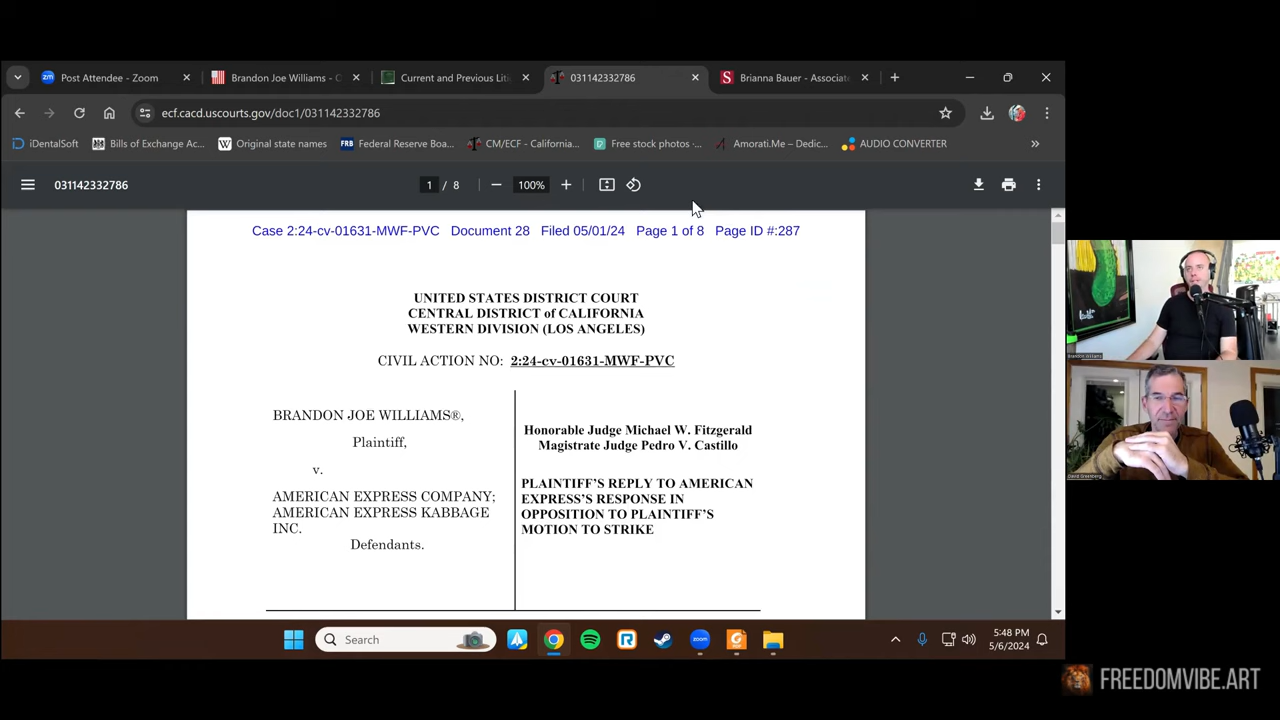 Post Attendee - Zoom
Brandon Joe Williams - C
Current and Previous Liti
031142332786
Brianna Bauer - Associate
ecf.cacd.uscourts.gov/doc1/031142332786
iDentalSoft
Bills of Exchange Ac...
Original state names
Federal Reserve Boa...
CM/ECF - California...
Free stock photos ·...
Amorati.Me – Dedic...
AUDIO CONVERTER
031142332786
1 / 8
100%
Case 2:24-cv-01631-MWF-PVC Document 28 Filed 05/01/24 Page 1 of 8 Page ID #:287
UNITED STATES DISTRICT COURT
CENTRAL DISTRICT of CALIFORNIA
WESTERN DIVISION (LOS ANGELES)
CIVIL ACTION NO: 2:24-cv-01631-MWF-PVC
BRANDON JOE WILLIAMS®,
Plaintiff,
v.
AMERICAN EXPRESS COMPANY;
AMERICAN EXPRESS KABBAGE
INC.
Defendants.
Honorable Judge Michael W. Fitzgerald
Magistrate Judge Pedro V. Castillo
PLAINTIFF'S REPLY TO AMERICAN
EXPRESS'S RESPONSE IN
OPPOSITION TO PLAINTIFF'S
MOTION TO STRIKE
Brandon Williams
David Greenberg
Search
5:48 PM
5/6/2024
FREEDOMVIBE.ART